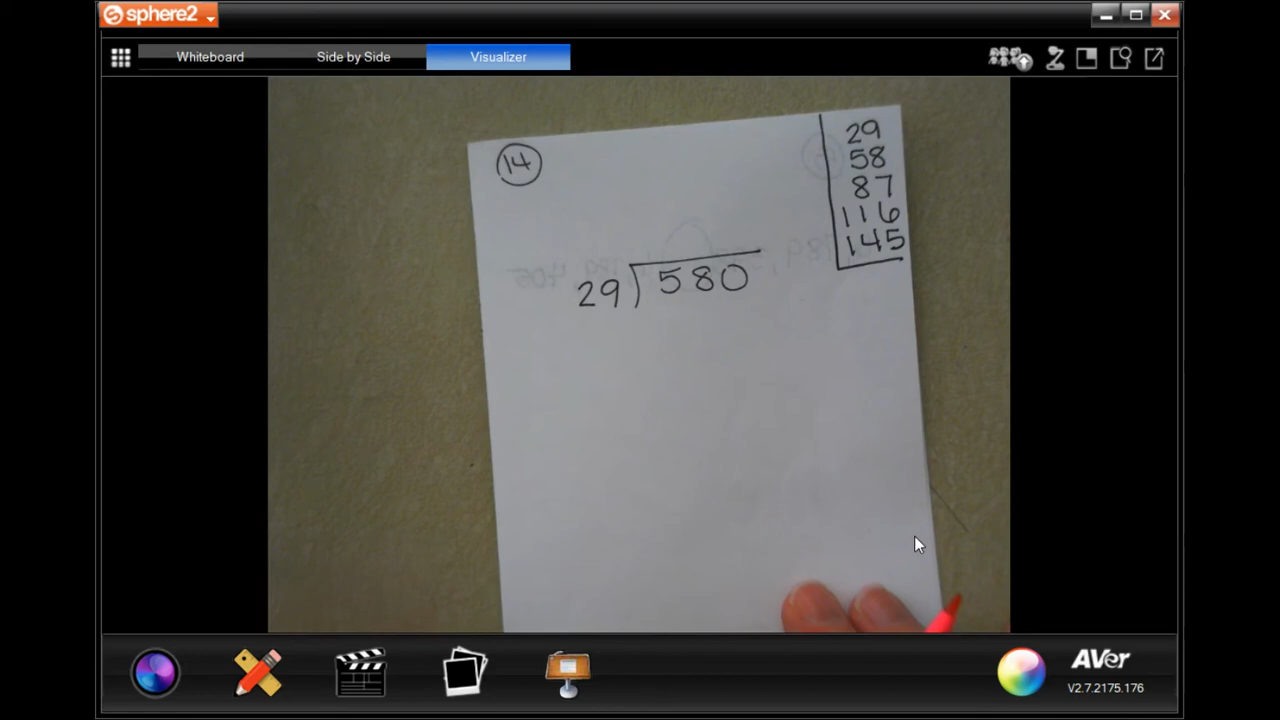 sphere2
Whiteboard Side by Side Visualizer
14
29
58
87
116
145
29)580
AVer
V2.7.2175.176